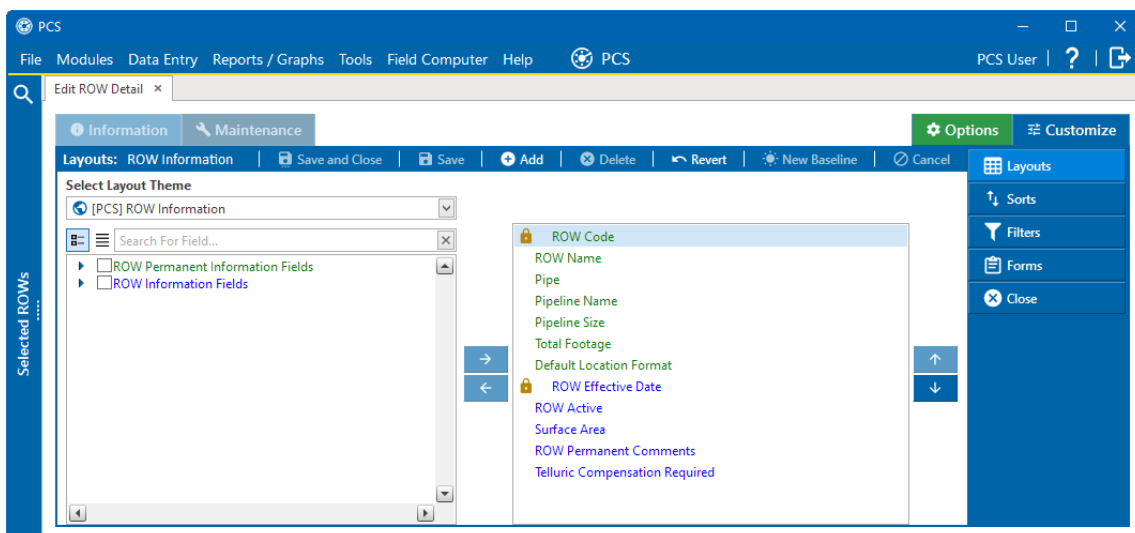 PCS
File Modules Data Entry Reports / Graphs Tools Field Computer Help PCS PCS User | ? |
Edit ROW Detail ×
Information Maintenance Options Customize
Layouts: ROW Information | Save and Close | Save | Add | Delete | Revert | New Baseline | Cancel
Layouts
Sorts
Filters
Forms
Close
Select Layout Theme
[PCS] ROW Information
Search For Field...
ROW Permanent Information Fields
ROW Information Fields
ROW Code
ROW Name
Pipe
Pipeline Name
Pipeline Size
Total Footage
Default Location Format
ROW Effective Date
ROW Active
Surface Area
ROW Permanent Comments
Telluric Compensation Required
Selected ROWs